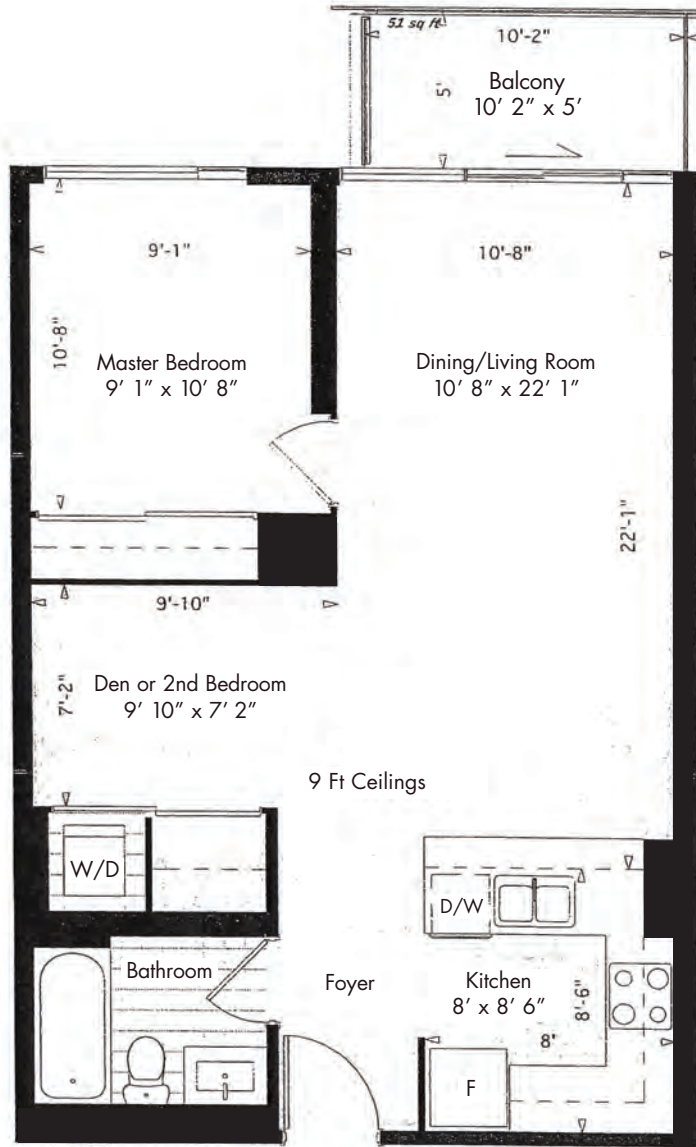 51 sq ft
10'-2"
Balcony
10' 2" x 5'
5'
9'-1"
10'-8"
10'-8"
Master Bedroom
9' 1" x 10' 8"
Dining/Living Room
10' 8" x 22' 1"
22'-1"
9'-10"
7'-2"
Den or 2nd Bedroom
9' 10" x 7' 2"
9 Ft Ceilings
W/D
D/W
Bathroom
Foyer
Kitchen
8' x 8' 6"
8'-6"
8'
F